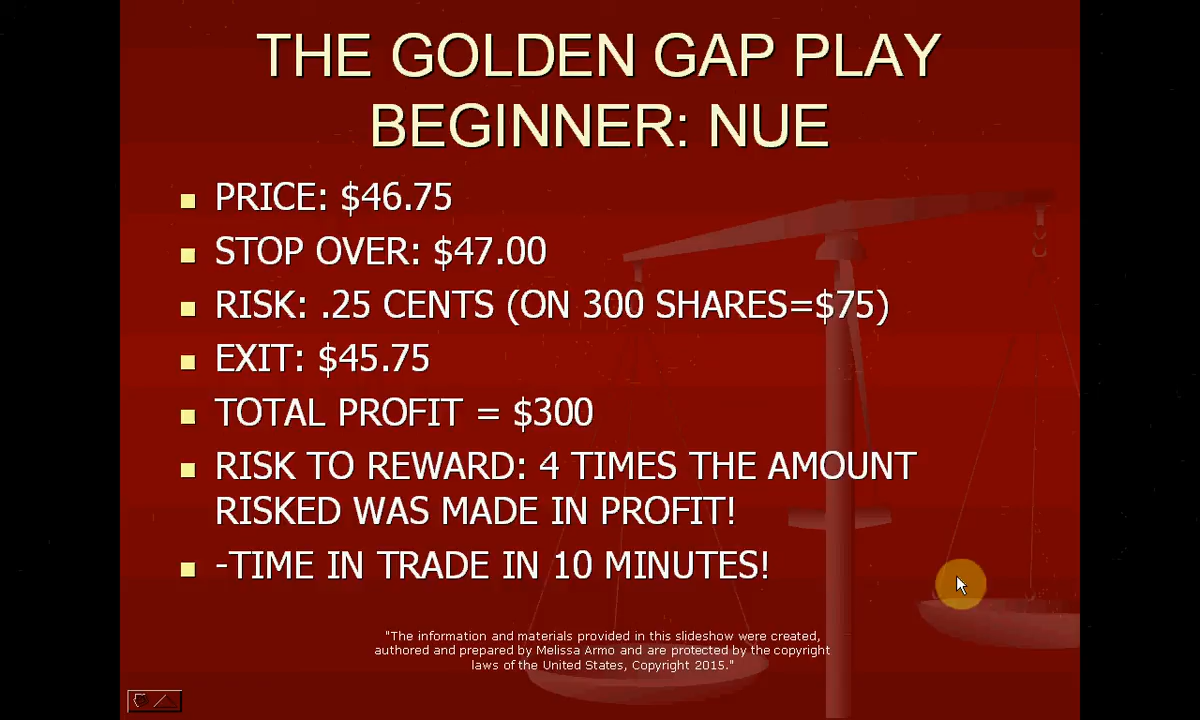 THE GOLDEN GAP PLAY
BEGINNER: NUE
PRICE: $46.75
STOP OVER: $47.00
RISK: .25 CENTS (ON 300 SHARES=$75)
EXIT: $45.75
TOTAL PROFIT = $300
RISK TO REWARD: 4 TIMES THE AMOUNT
RISKED WAS MADE IN PROFIT!
-TIME IN TRADE IN 10 MINUTES!
"The information and materials provided in this slideshow were created,
authored and prepared by Melissa Armo and are protected by the copyright
laws of the United States, Copyright 2015."